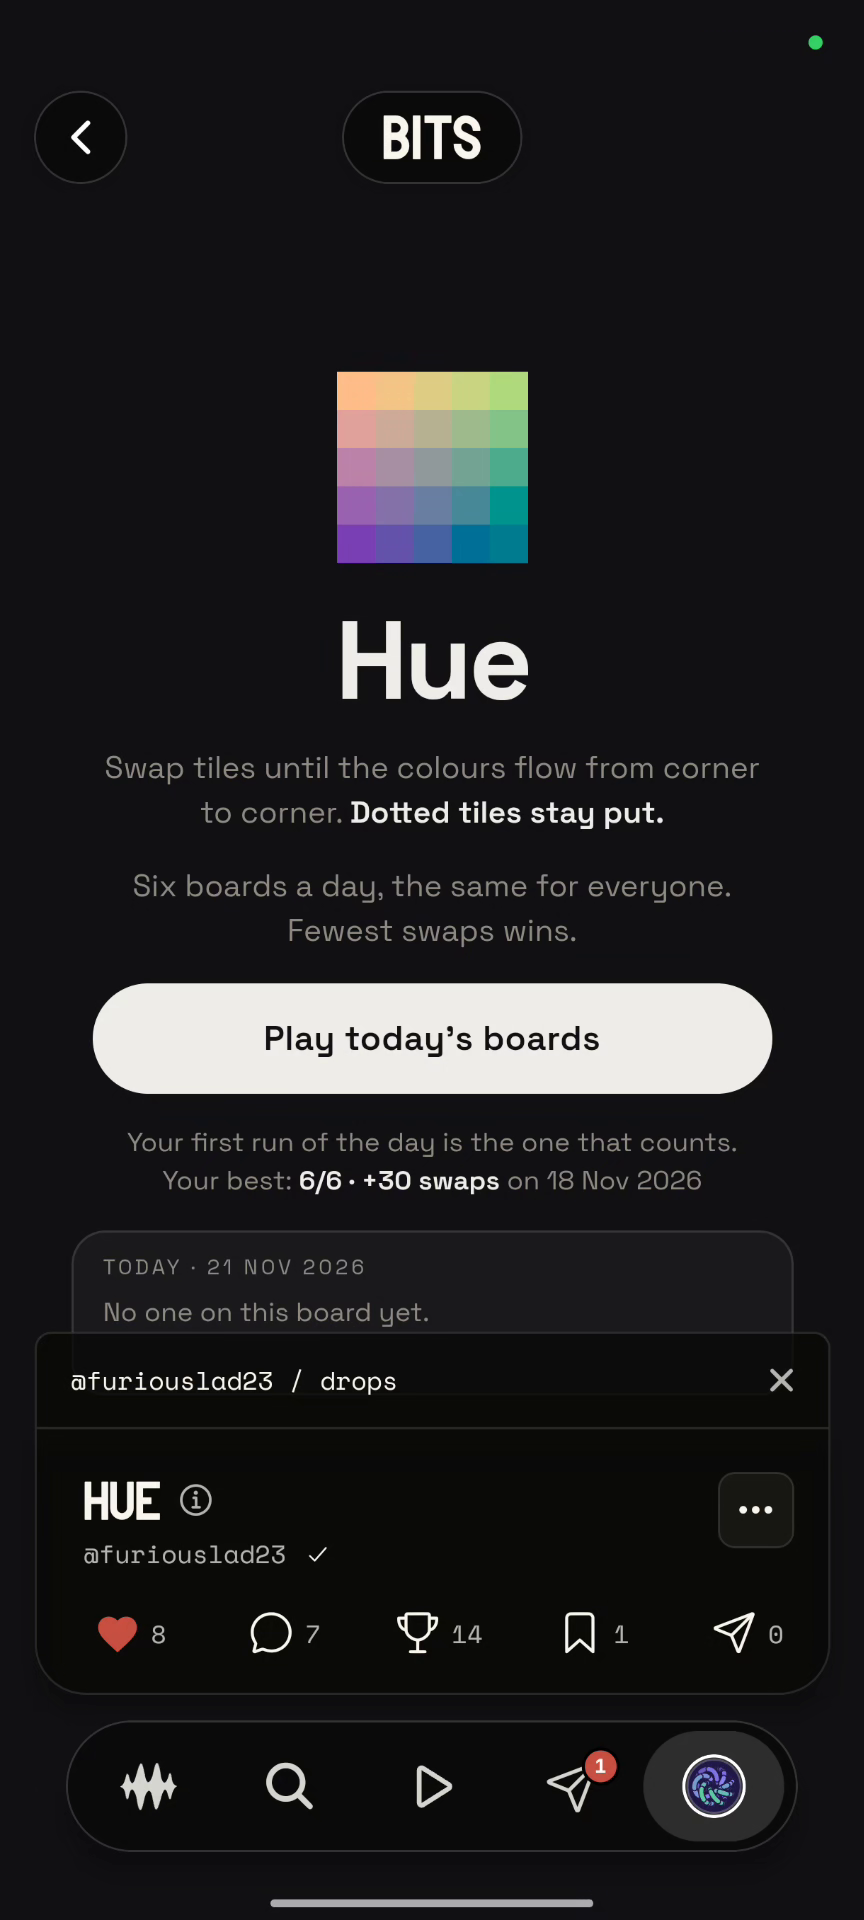 BITS
Hue
Swap tiles until the colours flow from corner
to corner. Dotted tiles stay put.
Six boards a day, the same for everyone.
Fewest swaps wins.
Play today's boards
Your first run of the day is the one that counts.
Your best: 6/6 · +30 swaps on 18 Nov 2026
TODAY · 21 NOV 2026
No one on this board yet.
@furiouslad23 / drops
HUE
@furiouslad23
8 7 14 1 0
1